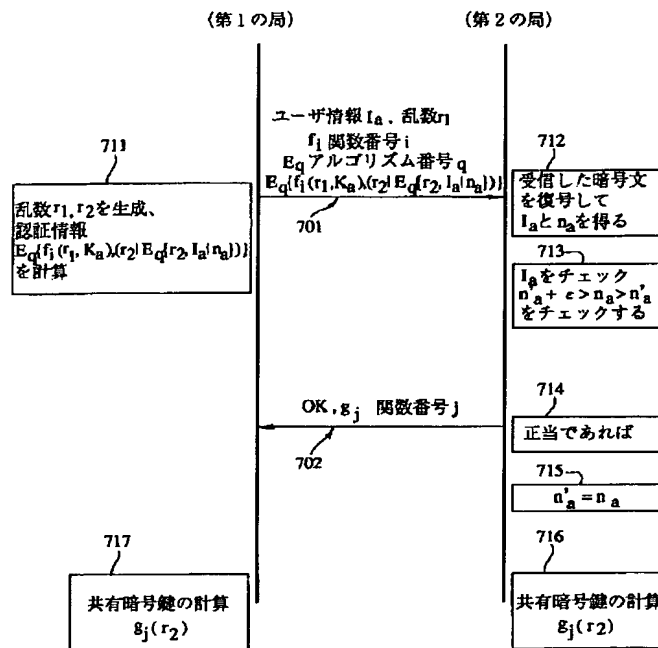 (第1の局)
(第2の局)
ユーザ情報 Ia 、乱数r1
fi 関数番号 i
Eq アルゴリズム番号 q
Eq{fi(r1,Ka),(r2|Eq{r2,Ia|na})}
701
711
乱数r1,r2を生成、
認証情報
Eq{fi(r1,Ka),(r2|Eq{r2,Ia|na})}
を計算
712
受信した暗号文
を復号して
Iaとnaを得る
713
Iaをチェック
n'a+ ε>na>n'a
をチェックする
OK,gj 関数番号 j
702
714
正当であれば
715
n'a=na
717
共有暗号鍵の計算
gj(r2)
716
共有暗号鍵の計算
gj(r2)